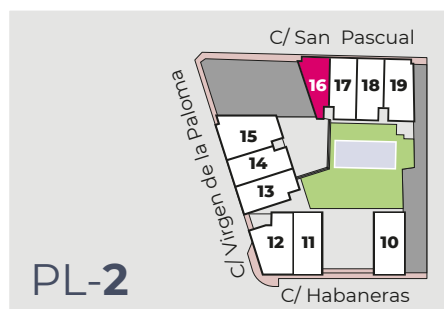 C/ San Pascual
16 17 18 19
C/ Virgen de la Paloma
15
14
13
12 11 10
PL-2
C/ Habaneras